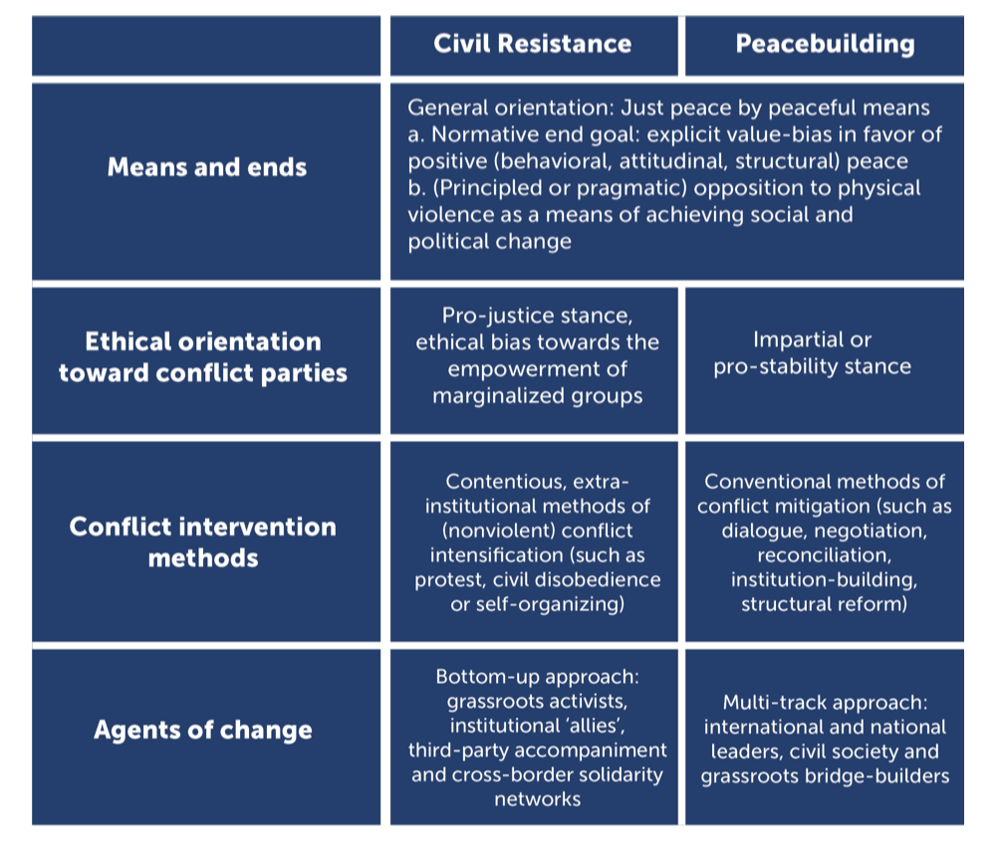 Civil Resistance
Peacebuilding
Means and ends
General orientation: Just peace by peaceful means
a. Normative end goal: explicit value-bias in favor of
positive (behavioral, attitudinal, structural) peace
b. (Principled or pragmatic) opposition to physical
violence as a means of achieving social and
political change
Ethical orientation
toward conflict parties
Pro-justice stance,
ethical bias towards the
empowerment of
marginalized groups
Impartial or
pro-stability stance
Conflict intervention
methods
Contentious, extra-
institutional methods of
(nonviolent) conflict
intensification (such as
protest, civil disobedience
or self-organizing)
Conventional methods of
conflict mitigation (such as
dialogue, negotiation,
reconciliation,
institution-building,
structural reform)
Agents of change
Bottom-up approach:
grassroots activists,
institutional ‘allies’,
third-party accompaniment
and cross-border solidarity
networks
Multi-track approach:
international and national
leaders, civil society and
grassroots bridge-builders